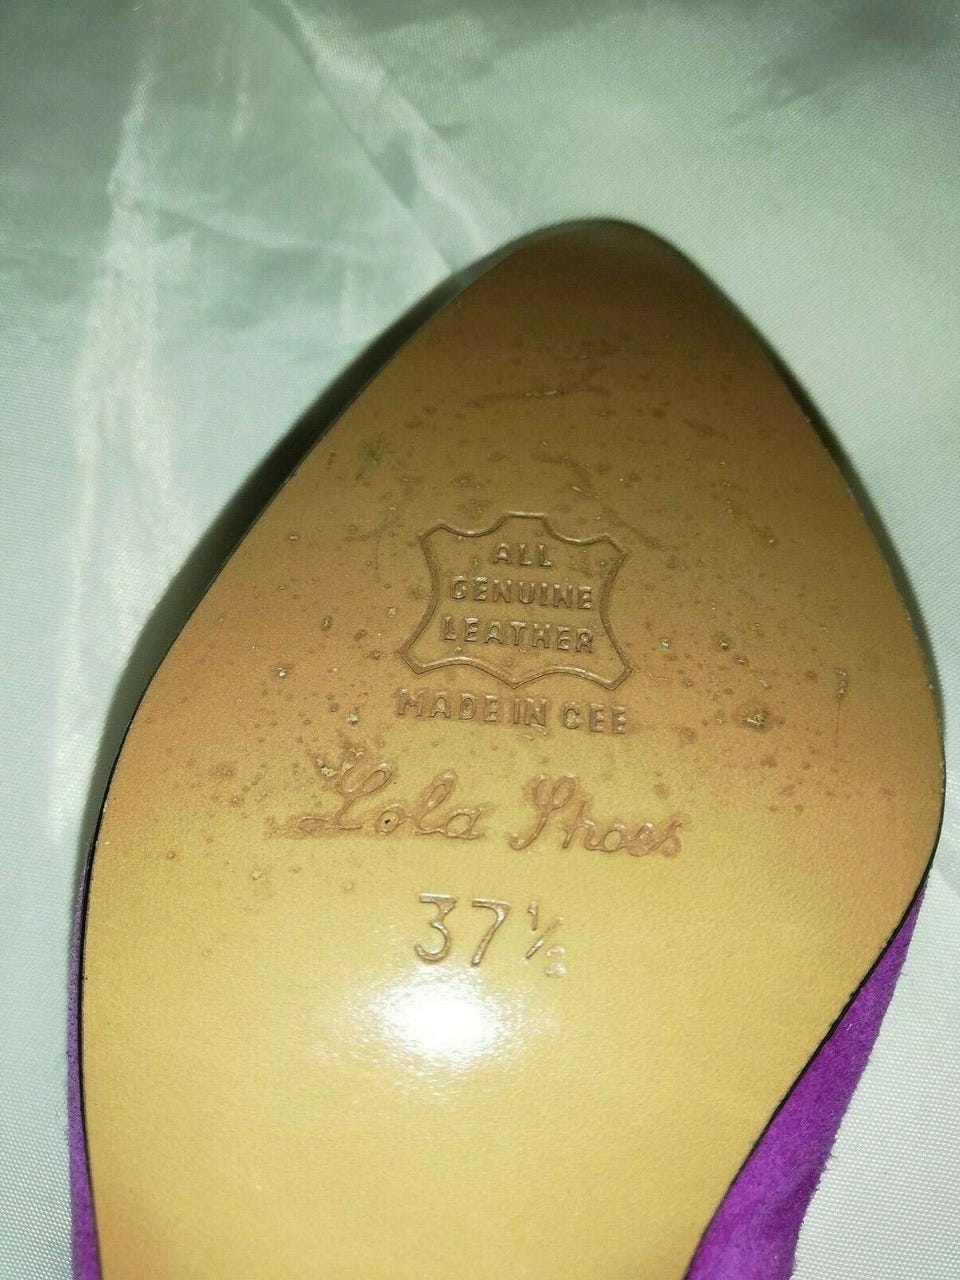 ALL
GENUINE
LEATHER
MADE IN CEE
Lola Shoes
37½